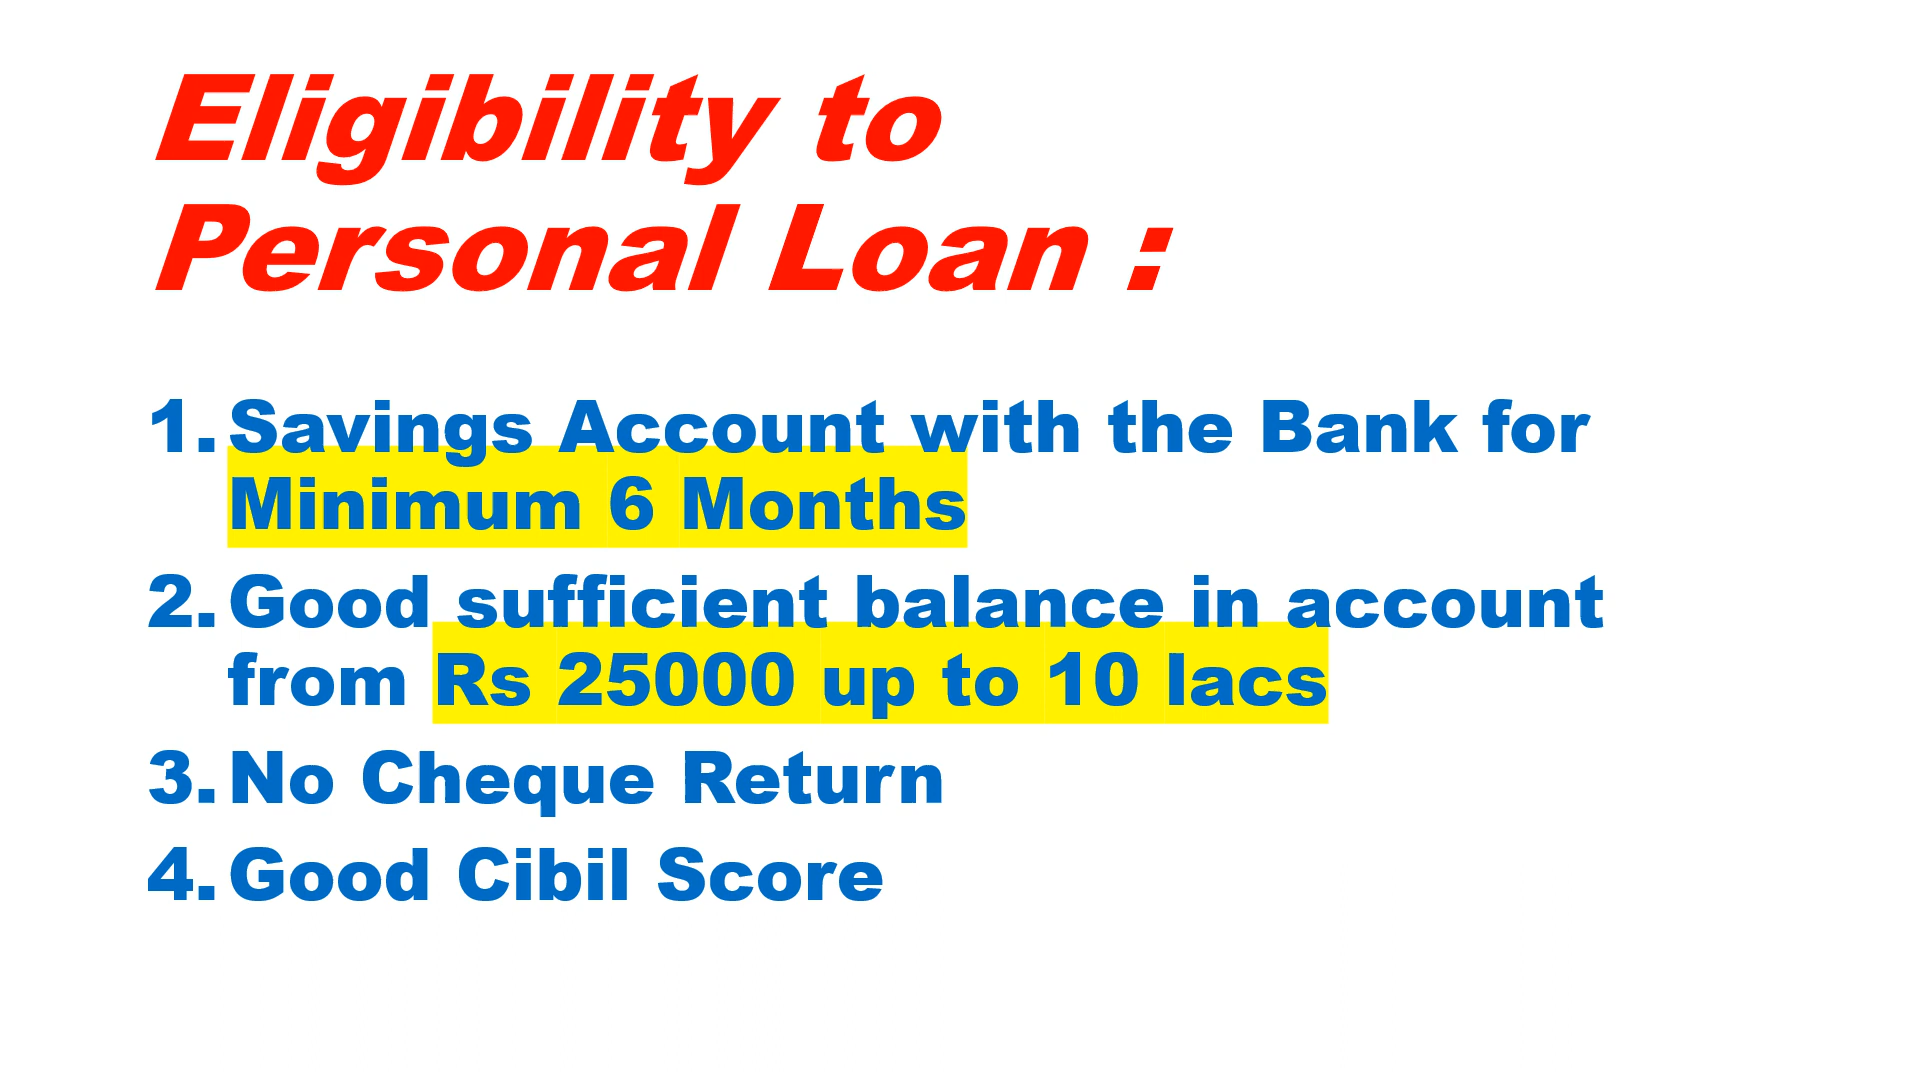 Eligibility to
Personal Loan :
1. Savings Account with the Bank for
Minimum 6 Months
2. Good sufficient balance in account
from Rs 25000 up to 10 lacs
3. No Cheque Return
4. Good Cibil Score